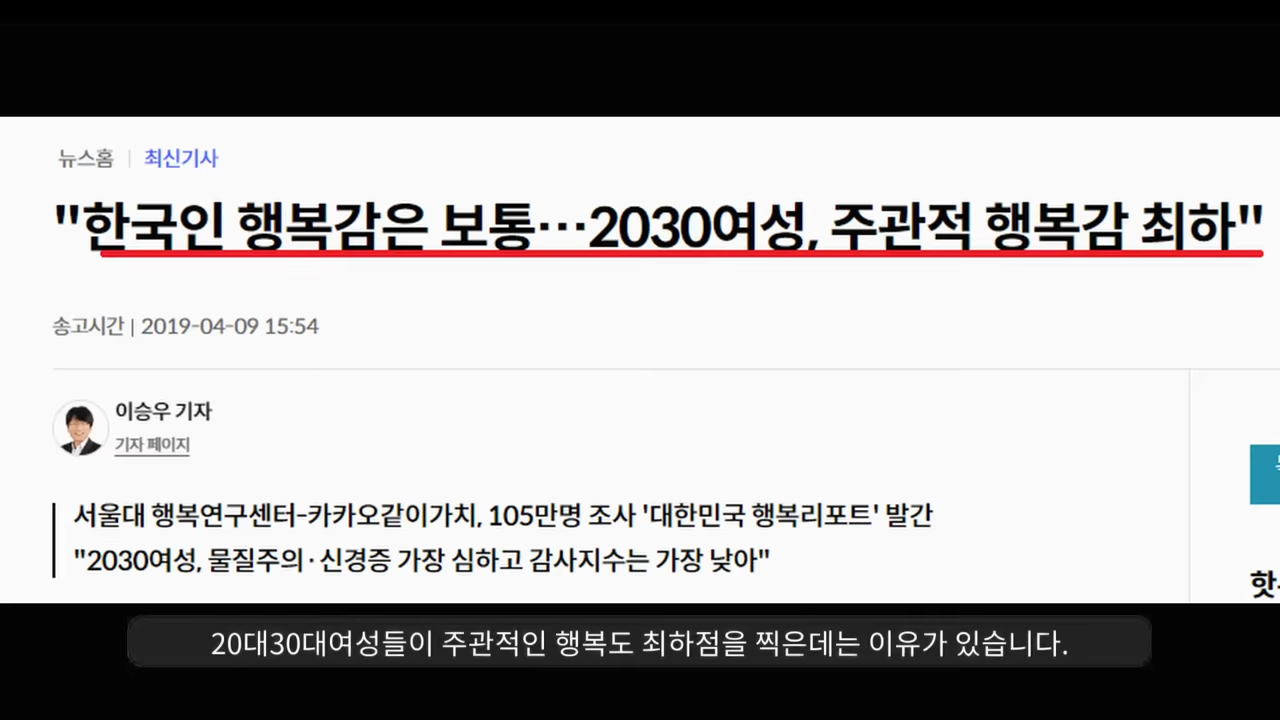 뉴스홈 | 최신기사
"한국인 행복감은 보통…2030여성, 주관적 행복감 최하"
송고시간 | 2019-04-09 15:54
이승우 기자
기자 페이지
서울대 행복연구센터-카카오같이가치, 105만명 조사 '대한민국 행복리포트' 발간
"2030여성, 물질주의·신경증 가장 심하고 감사지수는 가장 낮아"
20대30대여성들이 주관적인 행복도 최하점을 찍은데는 이유가 있습니다.